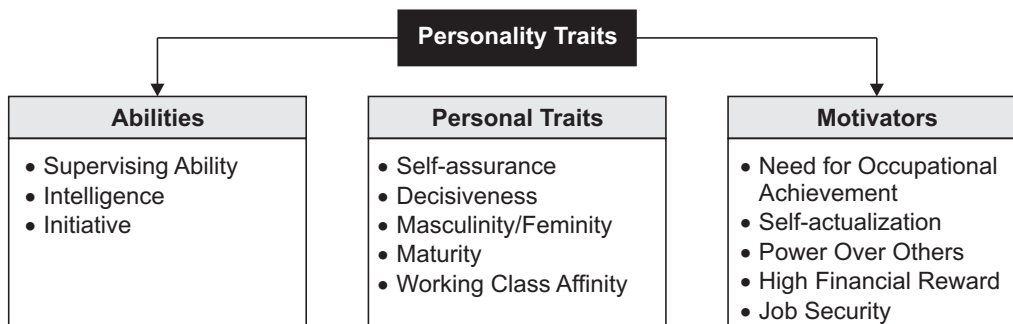 Personality Traits
Abilities
• Supervising Ability
• Intelligence
• Initiative
Personal Traits
• Self-assurance
• Decisiveness
• Masculinity/Feminity
• Maturity
• Working Class Affinity
Motivators
• Need for Occupational
Achievement
• Self-actualization
• Power Over Others
• High Financial Reward
• Job Security